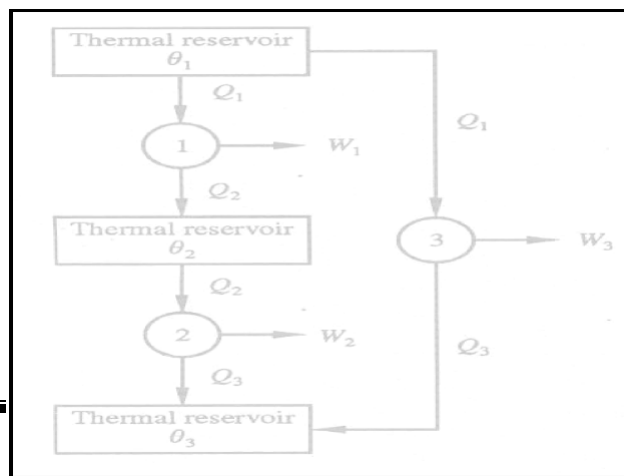 Thermal reservoir
θ₁
Q₁
Q₁
1
W₁
Q₂
Thermal reservoir
θ₂
3
W₃
Q₂
2
W₂
Q₃
Q₃
Thermal reservoir
θ₃